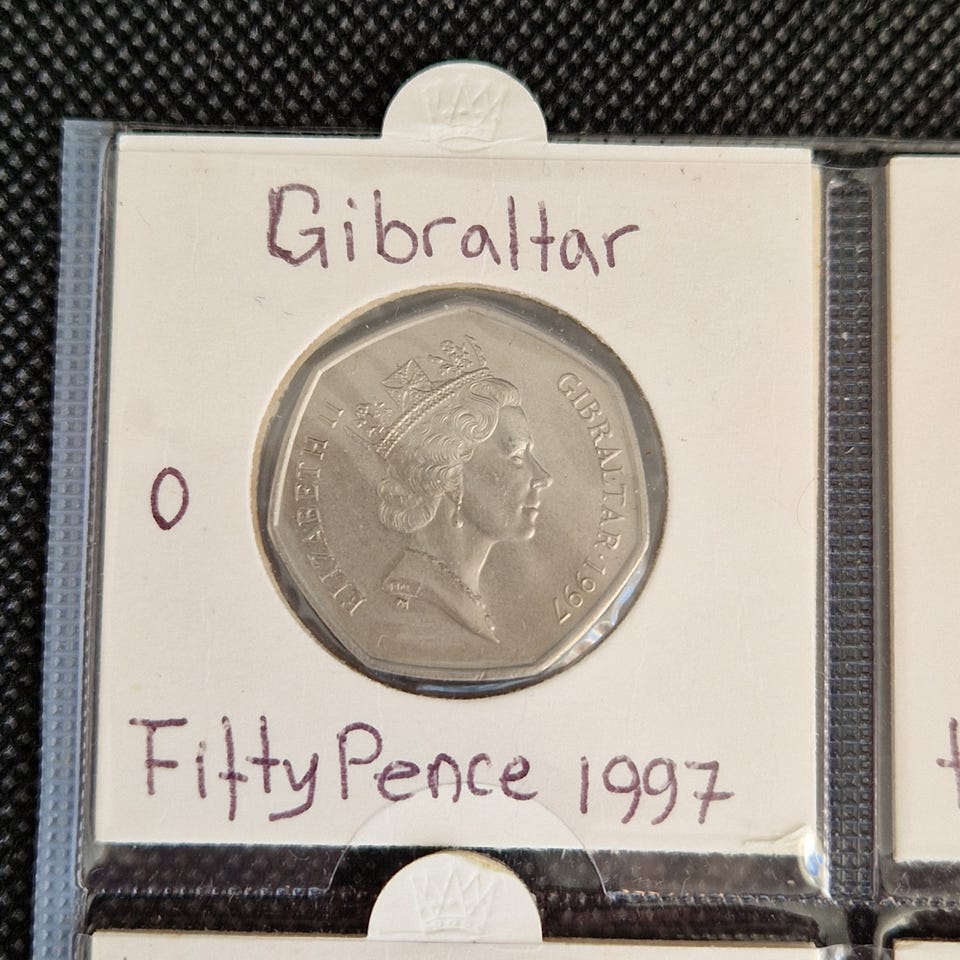 Gibraltar
ELIZABETH II
GIBRALTAR · 1997
0
Fifty Pence 1997